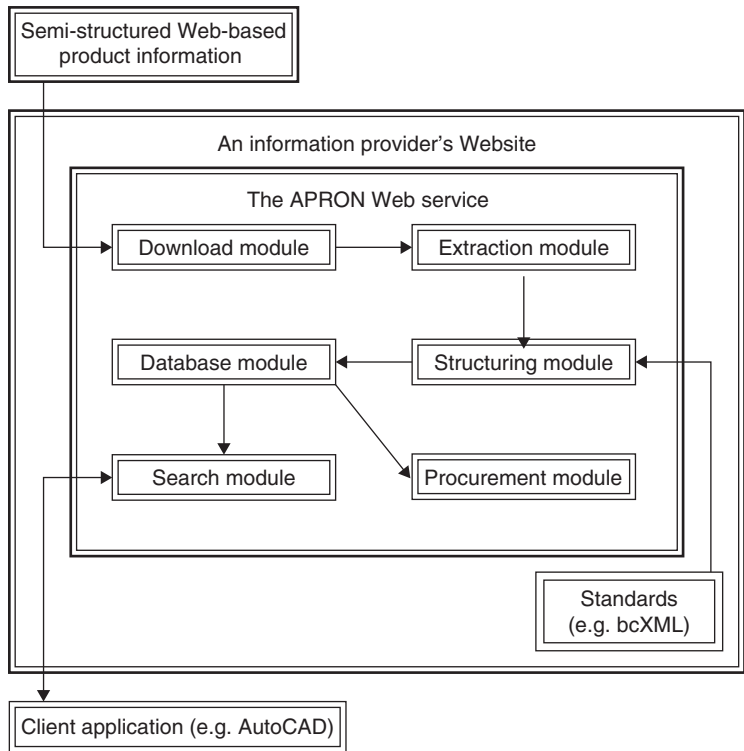 Semi-structured Web-based
product information
An information provider's Website
The APRON Web service
Download module
Extraction module
Database module
Structuring module
Search module
Procurement module
Standards
(e.g. bcXML)
Client application (e.g. AutoCAD)